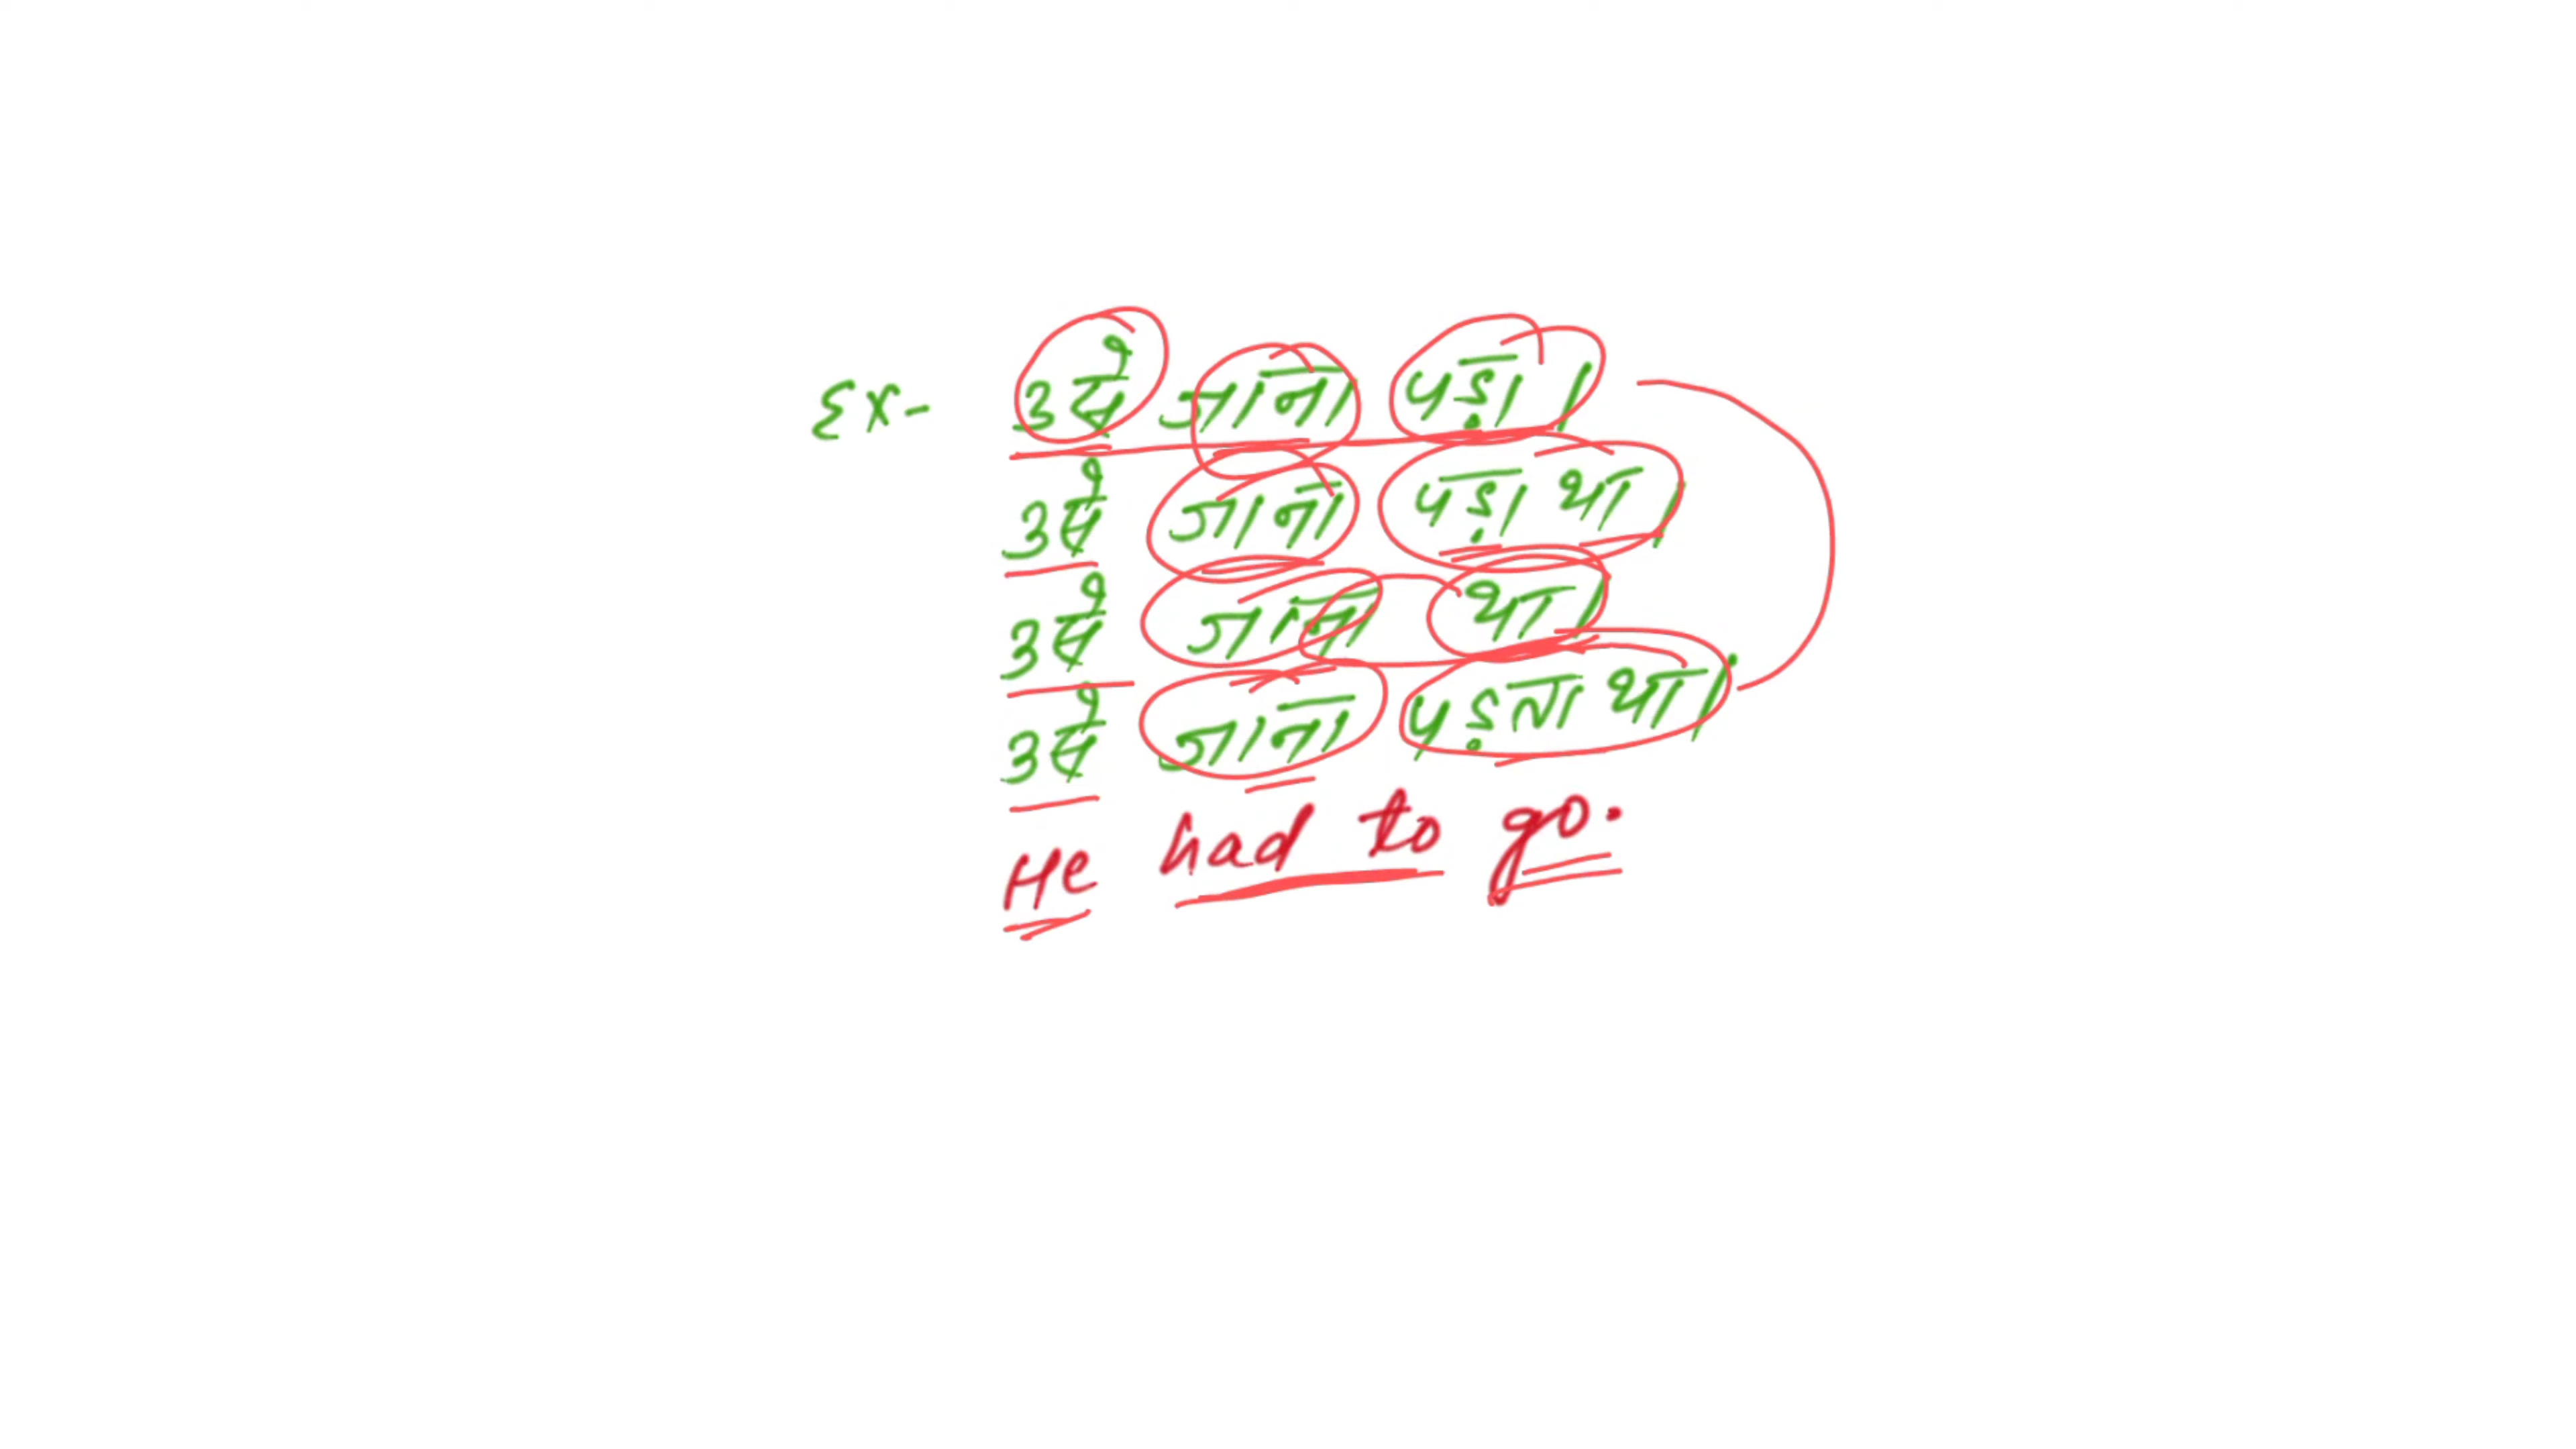 Ex- उसे जाना पड़ा।
उसे जाना पड़ा था।
उसे जाना था।
उसे जाना पड़ता था।
He had to go.